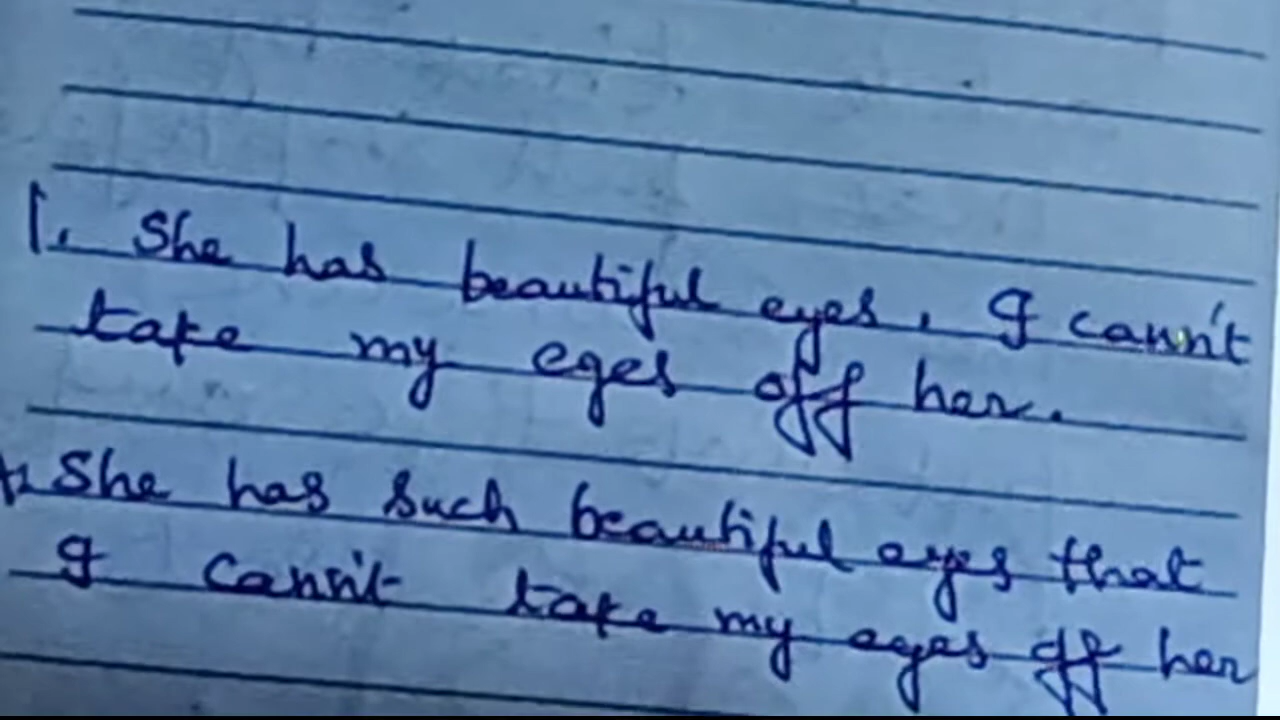 1. She has beautiful eyes. I cann't
take my eyes off her.
She has such beautiful eyes that
I cann't take my eyes off her